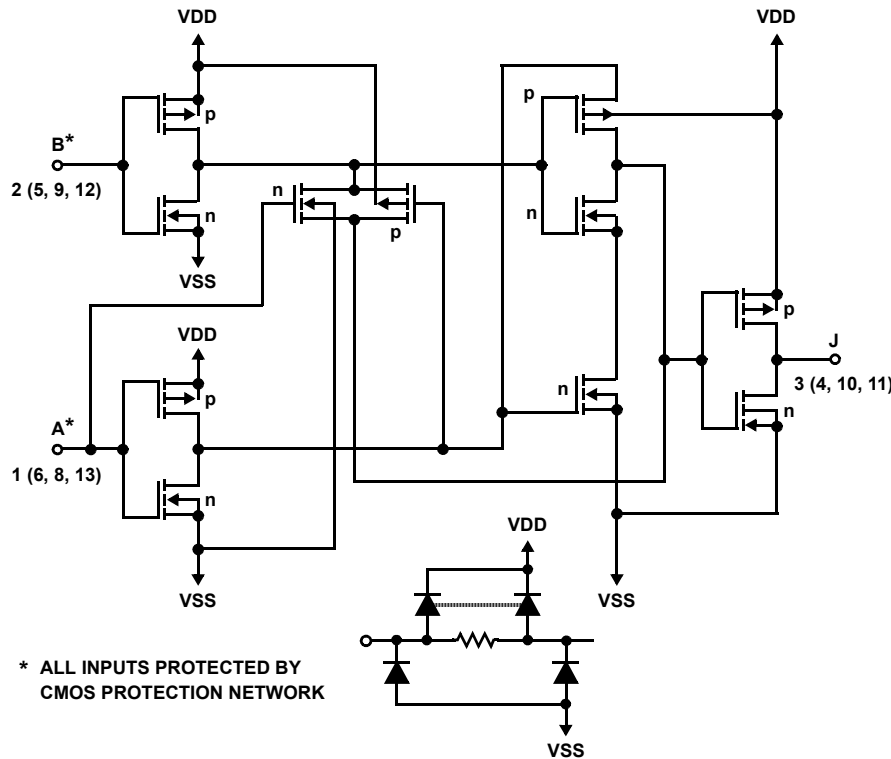 VDD
VDD
p
p
B*
2 (5, 9, 12)
n
n
n
p
VSS
VDD
p
p
J
3 (4, 10, 11)
n
n
A*
1 (6, 8, 13)
n
VSS
VSS
VDD
* ALL INPUTS PROTECTED BY
CMOS PROTECTION NETWORK
VSS